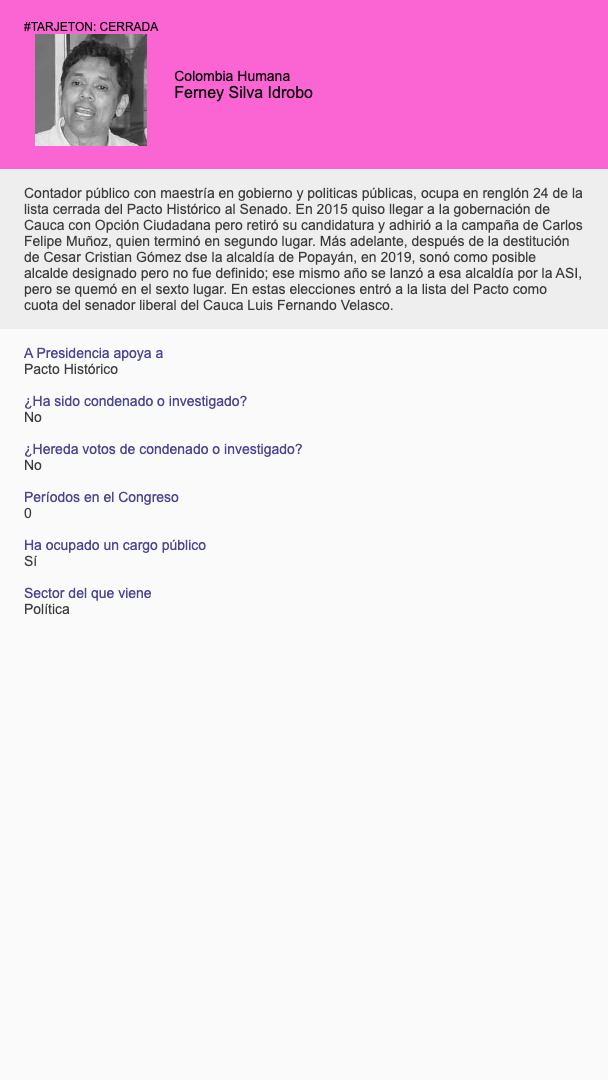 #TARJETON: CERRADA
Colombia Humana
Ferney Silva Idrobo
Contador público con maestría en gobierno y politicas públicas, ocupa en renglón 24 de la
lista cerrada del Pacto Histórico al Senado. En 2015 quiso llegar a la gobernación de
Cauca con Opción Ciudadana pero retiró su candidatura y adhirió a la campaña de Carlos
Felipe Muñoz, quien terminó en segundo lugar. Más adelante, después de la destitución
de Cesar Cristian Gómez dse la alcaldía de Popayán, en 2019, sonó como posible
alcalde designado pero no fue definido; ese mismo año se lanzó a esa alcaldía por la ASI,
pero se quemó en el sexto lugar. En estas elecciones entró a la lista del Pacto como
cuota del senador liberal del Cauca Luis Fernando Velasco.
A Presidencia apoya a
Pacto Histórico
¿Ha sido condenado o investigado?
No
¿Hereda votos de condenado o investigado?
No
Períodos en el Congreso
0
Ha ocupado un cargo público
Sí
Sector del que viene
Política